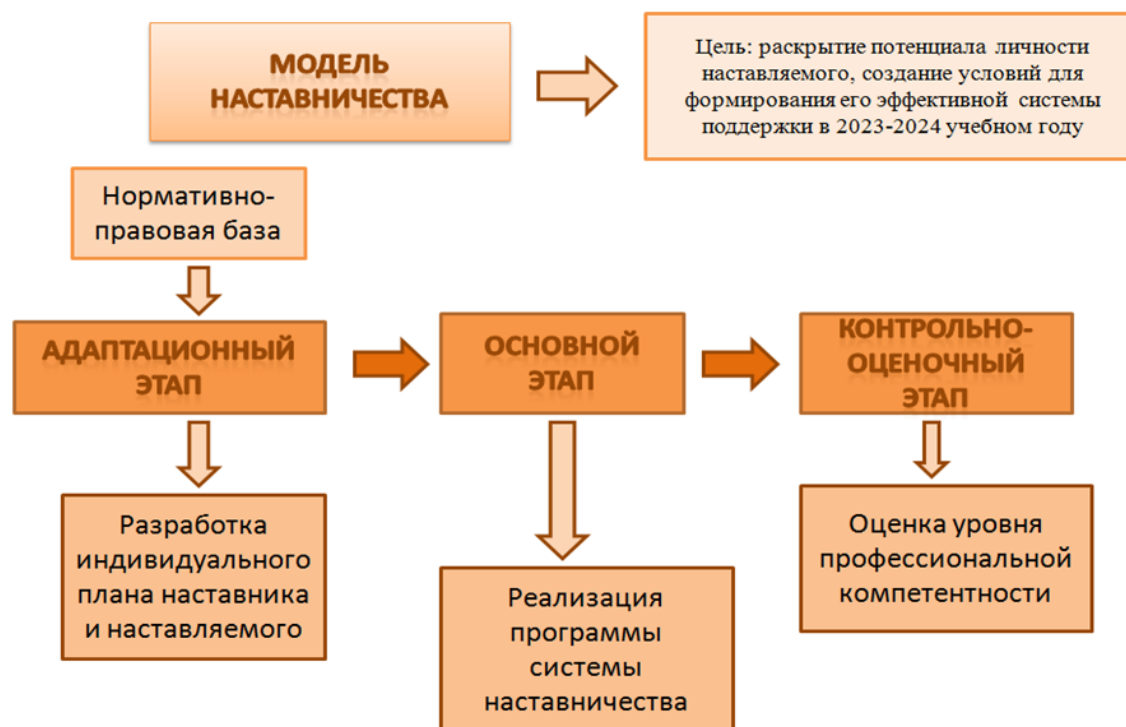 МОДЕЛЬ
НАСТАВНИЧЕСТВА
Цель: раскрытие потенциала личности
наставляемого, создание условий для
формирования его эффективной системы
поддержки в 2023-2024 учебном году
Нормативно-
правовая база
АДАПТАЦИОННЫЙ
ЭТАП
ОСНОВНОЙ
ЭТАП
КОНТРОЛЬНО-
ОЦЕНОЧНЫЙ
ЭТАП
Разработка
индивидуального
плана наставника
и наставляемого
Реализация
программы
системы
наставничества
Оценка уровня
профессиональной
компетентности